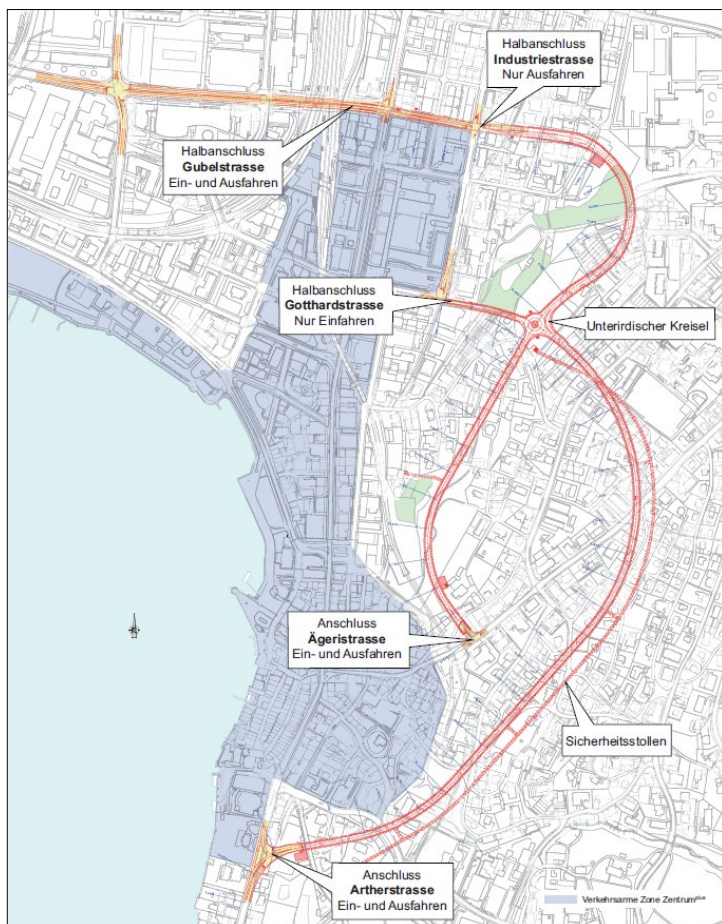 Halbanschluss
Industriestrasse
Nur Ausfahren
Halbanschluss
Gubelstrasse
Ein- und Ausfahren
Halbanschluss
Gotthardstrasse
Nur Einfahren
Unterirdischer Kreisel
Anschluss
Ägeristrasse
Ein- und Ausfahren
Sicherheitsstollen
Anschluss
Artherstrasse
Ein- und Ausfahren
Verkehrsarme Zone Zentrumplus